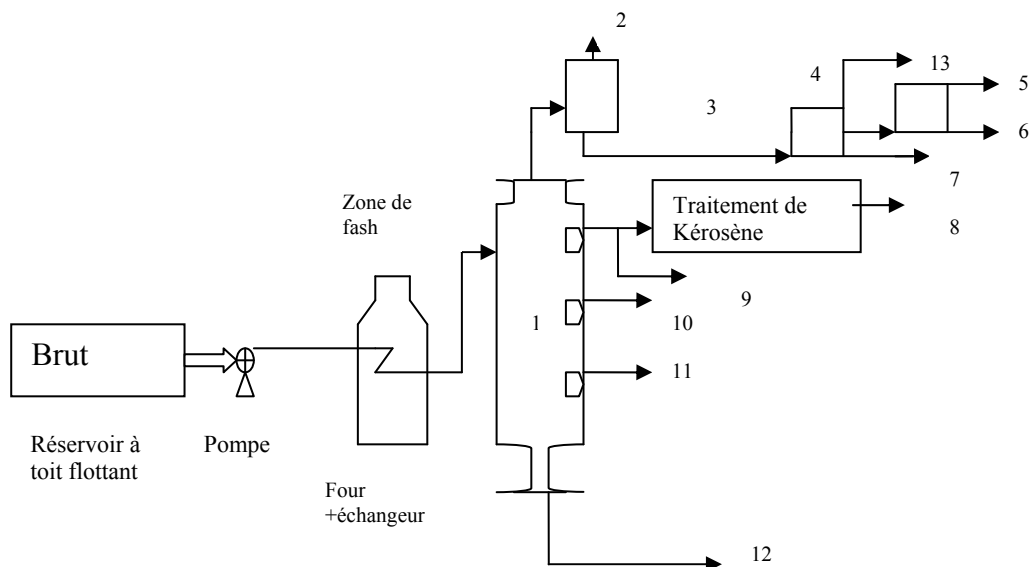 2
4
13
5
3
6
7
Zone de
fash
Traitement de
Kérosène
8
9
1
10
11
Brut
Réservoir à
toit flottant
Pompe
Four
+échangeur
12